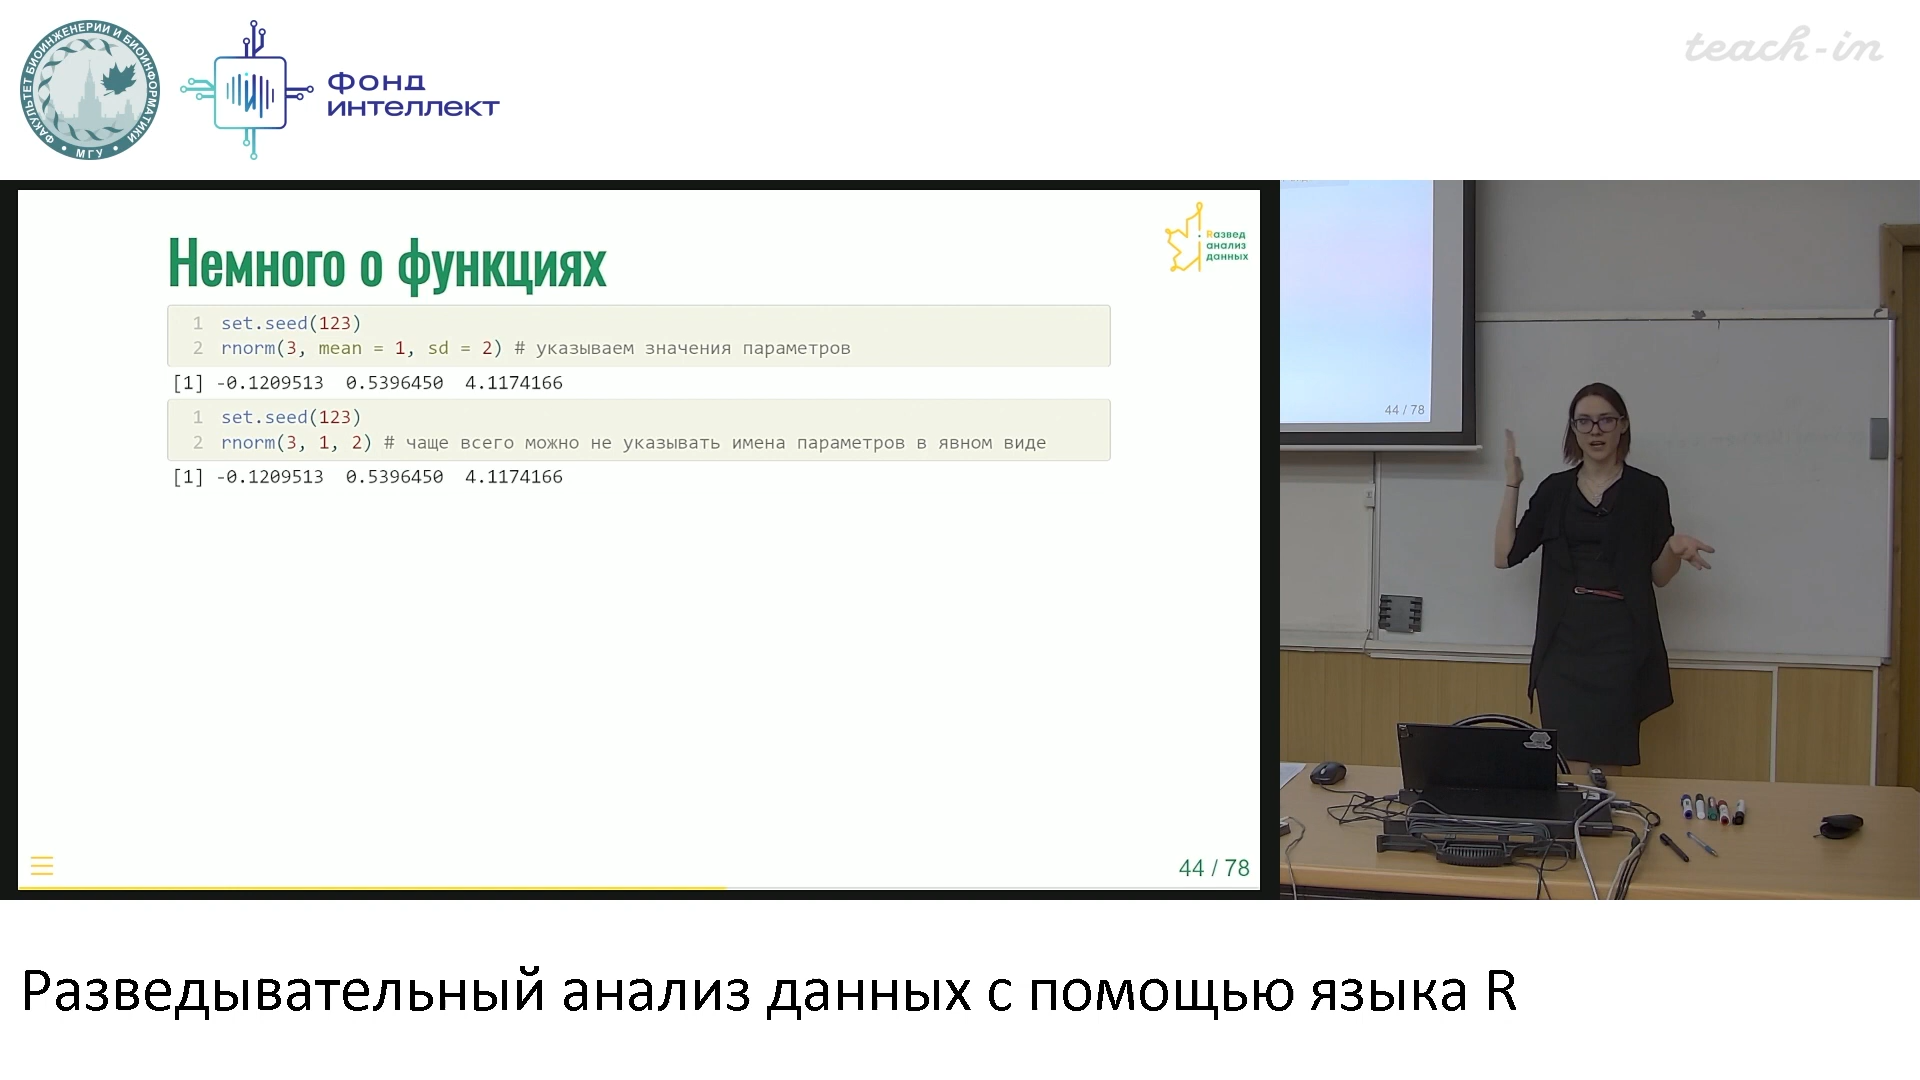 ФАКУЛЬТЕТ БИОИНЖЕНЕРИИ И БИОИНФОРМАТИКИ
МГУ
ФОНД
ИНТЕЛЛЕКТ
teach-in
Немного о функциях
Rазвед
анализ
данных
1 set.seed(123)
2 rnorm(3, mean = 1, sd = 2) # указываем значения параметров
[1] -0.1209513 0.5396450 4.1174166
1 set.seed(123)
2 rnorm(3, 1, 2) # чаще всего можно не указывать имена параметров в явном виде
[1] -0.1209513 0.5396450 4.1174166
44 / 78
44 / 78
Разведывательный анализ данных с помощью языка R